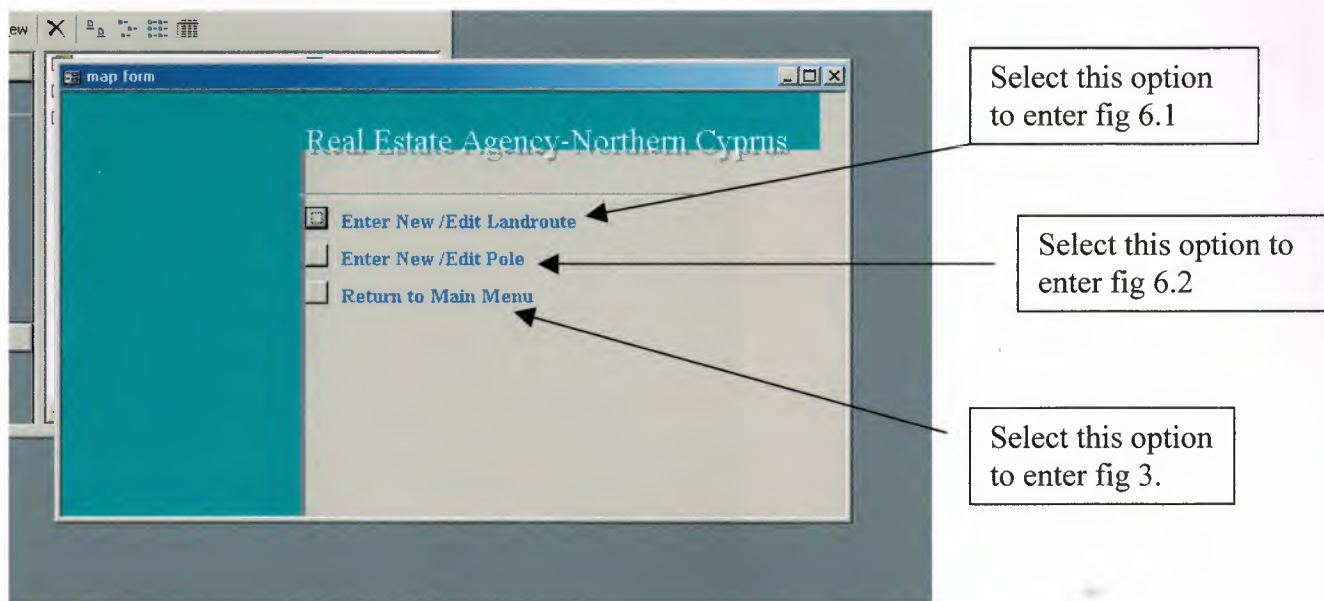 ew
map form
Real Estate Agency-Northern Cyprus
Enter New /Edit Landroute
Enter New /Edit Pole
Return to Main Menu
Select this option
to enter fig 6.1
Select this option to
enter fig 6.2
Select this option
to enter fig 3.